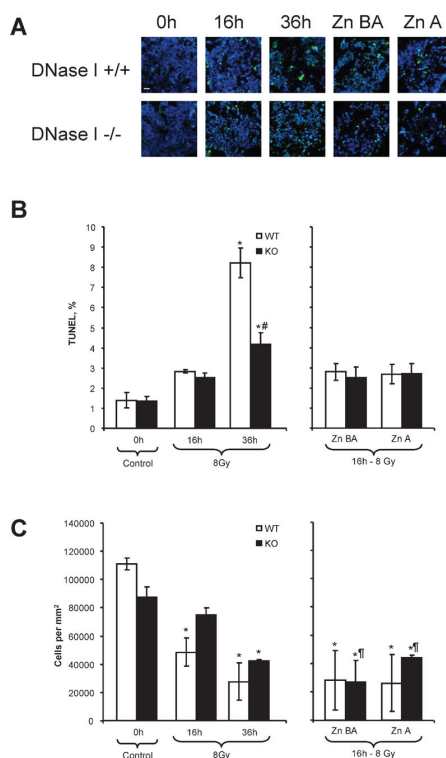 A
0h 16h 36h Zn BA Zn A
DNase I +/+
DNase I -/-
B
TUNEL, %
10
9
8
7
6
5
4
3
2
1
0
WT
KO
*
*#
0h 16h 36h Zn BA Zn A
Control 8Gy 16h - 8 Gy
C
Cells per mm²
140000
120000
100000
80000
60000
40000
20000
0
WT
KO
* * * * *¶ * *¶
0h 16h 36h Zn BA Zn A
Control 8Gy 16h - 8 Gy